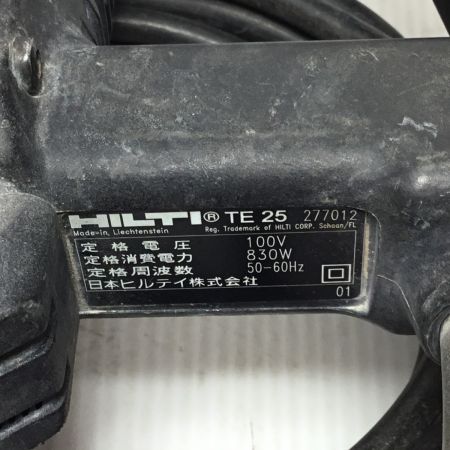 HILTI® TE 25 277012
Made-in, Liechtenstein Reg. Trademark of HILTI CORP. Schaan/FL
定格電圧 100V
定格消費電力 830W
定格周波数 50-60Hz
日本ヒルテイ株式会社
01